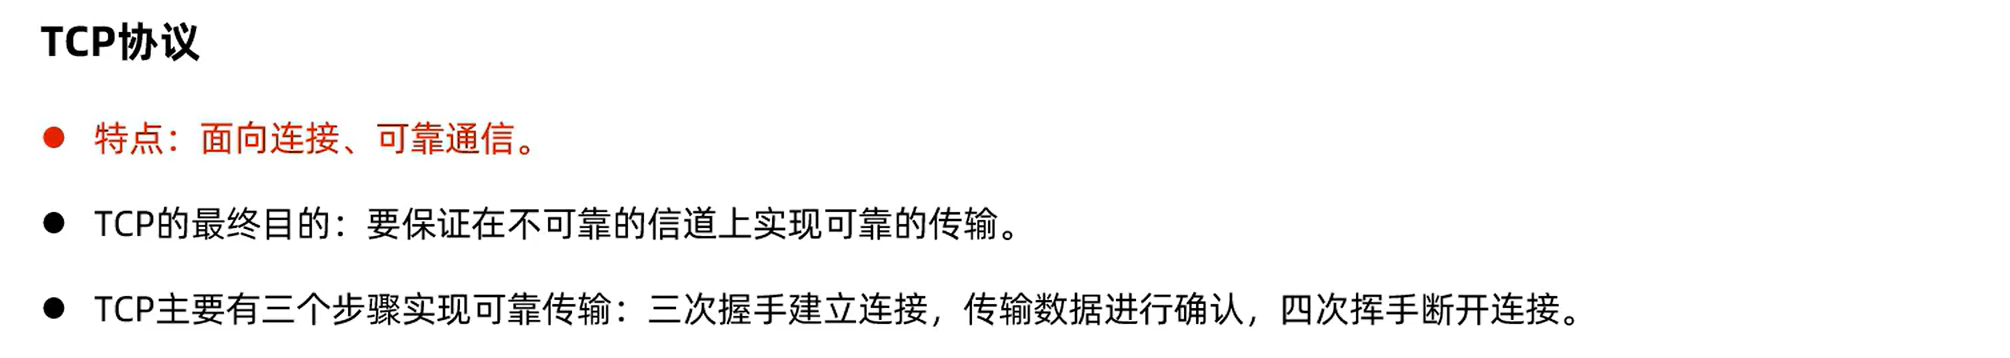 TCP协议
● 特点：面向连接、可靠通信。
● TCP的最终目的：要保证在不可靠的信道上实现可靠的传输。
● TCP主要有三个步骤实现可靠传输：三次握手建立连接，传输数据进行确认，四次挥手断开连接。